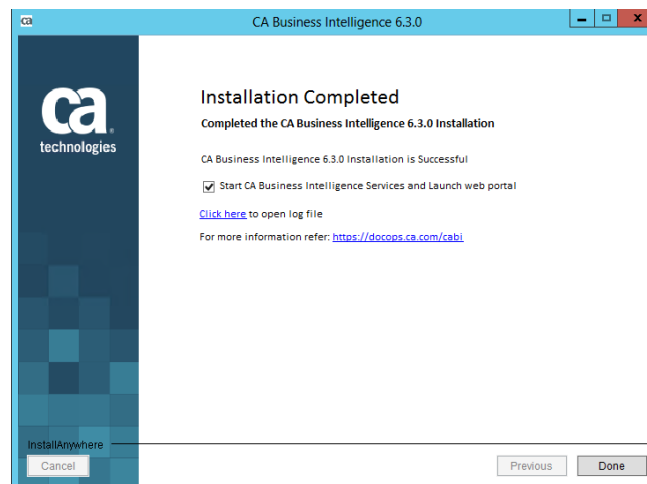 ca
CA Business Intelligence 6.3.0
ca
technologies
Installation Completed
Completed the CA Business Intelligence 6.3.0 Installation
CA Business Intelligence 6.3.0 Installation is Successful
Start CA Business Intelligence Services and Launch web portal
Click here to open log file
For more information refer: https://docops.ca.com/cabi
InstallAnywhere
Cancel
Previous
Done